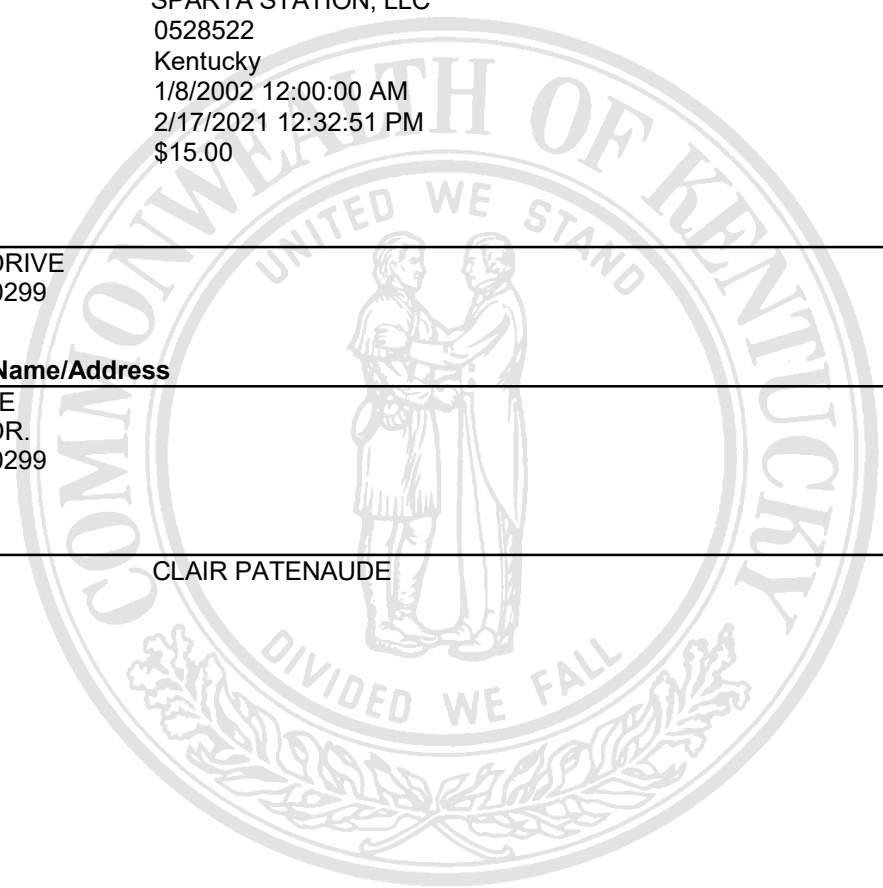 SPARTA STATION, LLC
0528522
Kentucky
1/8/2002 12:00:00 AM
2/17/2021 12:32:51 PM
$15.00
DRIVE
0299
Name/Address
E
DR.
0299
CLAIR PATENAUDE
COMMONWEALTH OF KENTUCKY
UNITED WE STAND
DIVIDED WE FALL